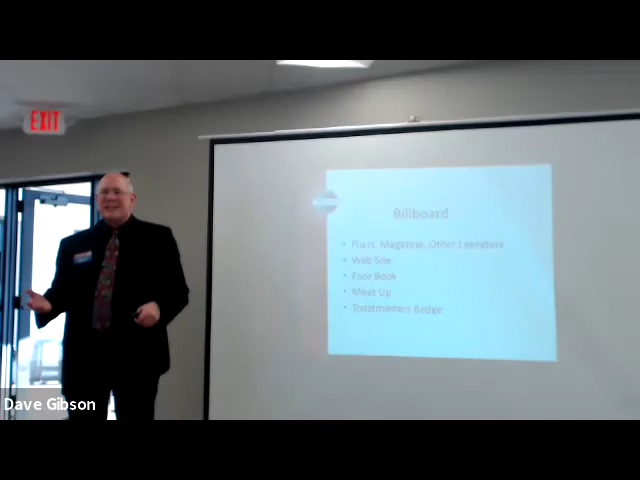 EXIT
Billboard
• Fliers, Magazine, Other Literature
• Web Site
• Face Book
• Meet Up
• Toastmasters Badge
Dave Gibson